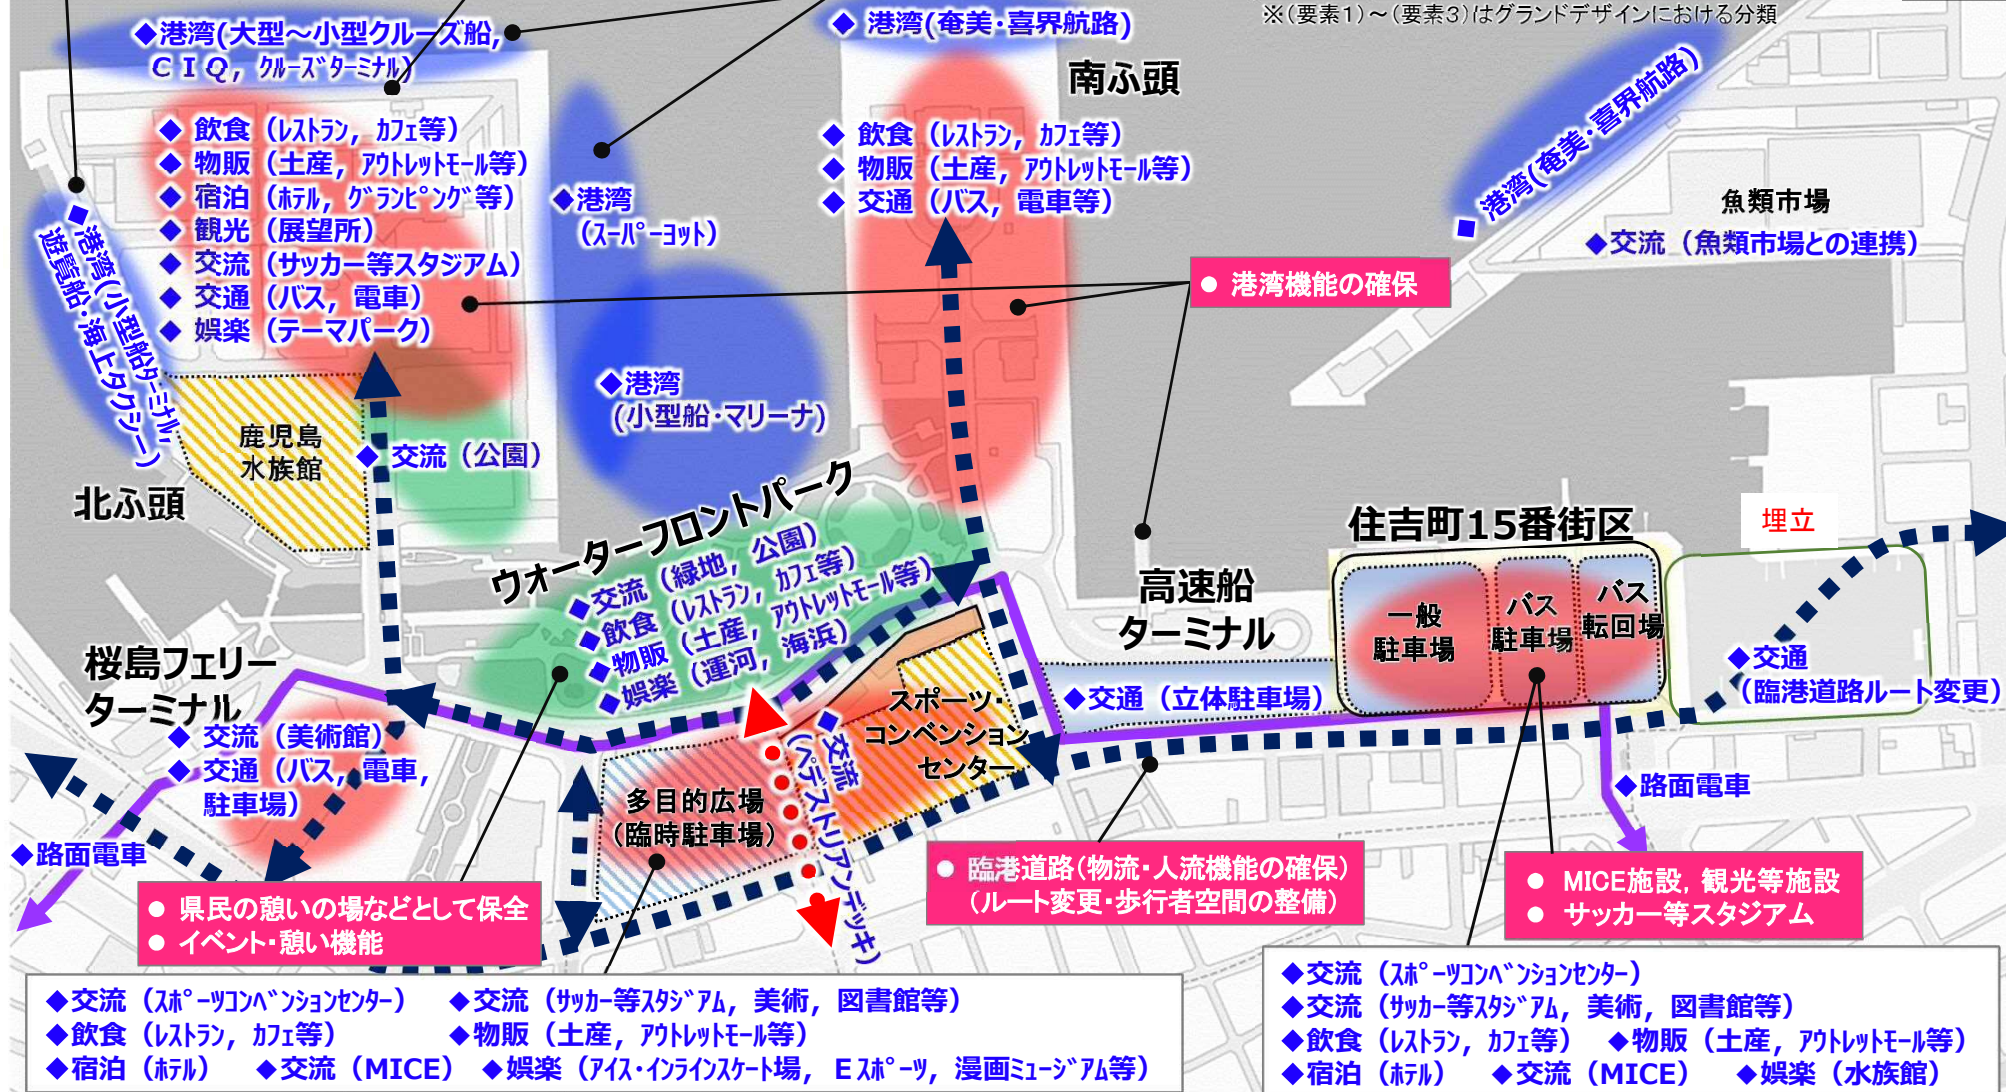 ※(要素1)～(要素3)はグランドデザインにおける分類
◆港湾(大型～小型クルーズ船,
ＣＩＱ, クルーズターミナル)
◆ 港湾(奄美・喜界航路)
南ふ頭
◆ 飲食（レストラン, カフェ等）
◆ 物販（土産, アウトレットモール等）
◆ 宿泊（ホテル, グランピング等）
◆ 観光（展望所）
◆ 交流（サッカー等スタジアム）
◆ 交通（バス, 電車）
◆ 娯楽（テーマパーク）
◆港湾
（スーパーヨット）
◆ 飲食（レストラン, カフェ等）
◆ 物販（土産, アウトレットモール等）
◆ 交通（バス, 電車等）
◆ 港湾(奄美・喜界航路)
魚類市場
◆交流（魚類市場との連携）
● 港湾機能の確保
◆港湾(小型船ターミナル,
遊覧船・海上タクシー)
◆港湾
(小型船・マリーナ)
鹿児島
水族館
◆ 交流（公園）
北ふ頭
ウォーターフロントパーク
◆交流（緑地, 公園）
◆飲食（レストラン, カフェ等）
◆物販（土産, アウトレットモール等）
◆娯楽（運河, 海浜）
高速船
ターミナル
住吉町15番街区
埋立
一般
駐車場
バス
駐車場
バス
転回場
◆交通
（臨港道路ルート変更）
◆交通（立体駐車場）
桜島フェリー
ターミナル
◆ 交流（美術館）
◆ 交通（バス, 電車,
駐車場）
スポーツ・
コンベンション
センター
◆交流
（ペデストリアンデッキ）
多目的広場
（臨時駐車場）
◆路面電車
◆路面電車
● 県民の憩いの場などとして保全
● イベント・憩い機能
● 臨港道路(物流・人流機能の確保)
（ルート変更・歩行者空間の整備）
● MICE施設, 観光等施設
● サッカー等スタジアム
◆交流（スポーツコンベンションセンター）　◆交流（サッカー等スタジアム, 美術, 図書館等）
◆飲食（レストラン, カフェ等）　◆物販（土産, アウトレットモール等）
◆宿泊（ホテル）　◆交流（MICE）　◆娯楽（アイス・インラインスケート場, Ｅスポーツ, 漫画ミュージアム等）
◆交流（スポーツコンベンションセンター）
◆交流（サッカー等スタジアム, 美術, 図書館等）
◆飲食（レストラン, カフェ等）　◆物販（土産, アウトレットモール等）
◆宿泊（ホテル）　◆交流（MICE）　◆娯楽（水族館）